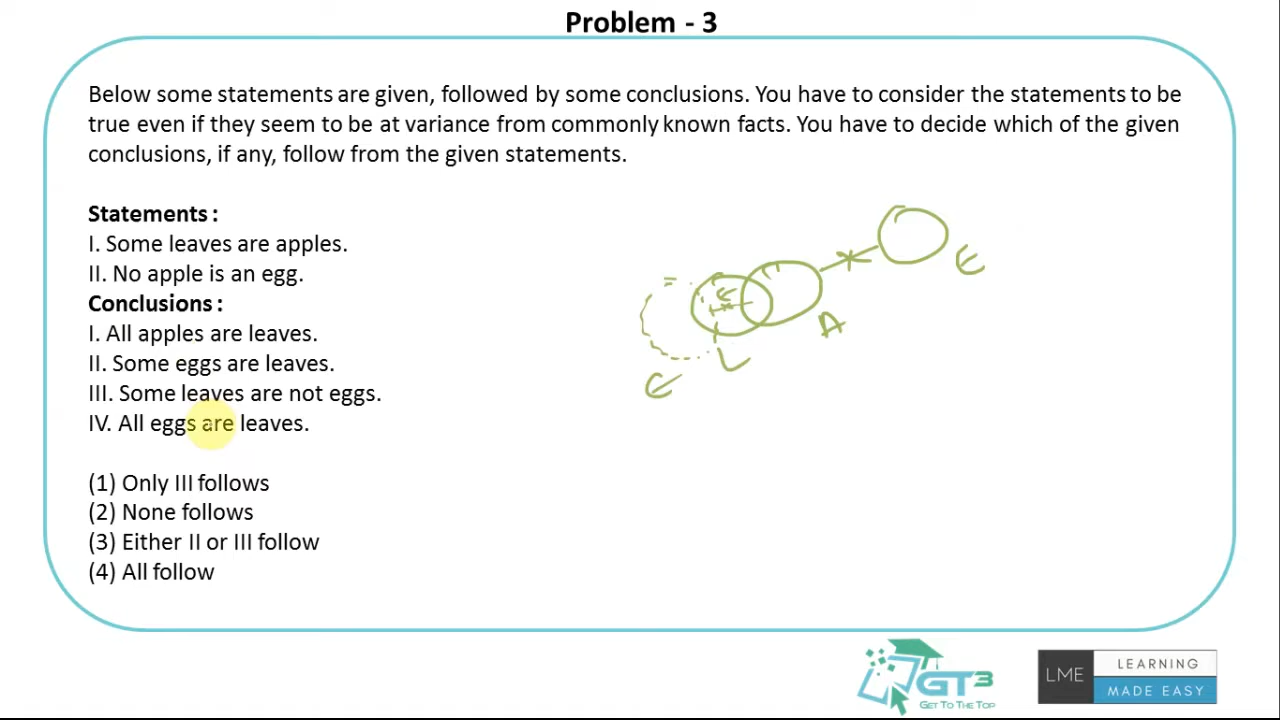 Problem - 3
Below some statements are given, followed by some conclusions. You have to consider the statements to be
true even if they seem to be at variance from commonly known facts. You have to decide which of the given
conclusions, if any, follow from the given statements.
Statements :
I. Some leaves are apples.
II. No apple is an egg.
Conclusions :
I. All apples are leaves.
II. Some eggs are leaves.
III. Some leaves are not eggs.
IV. All eggs are leaves.
(1) Only III follows
(2) None follows
(3) Either II or III follow
(4) All follow
E
A
L
E
GT3
GET TO THE TOP
LME
LEARNING
MADE EASY